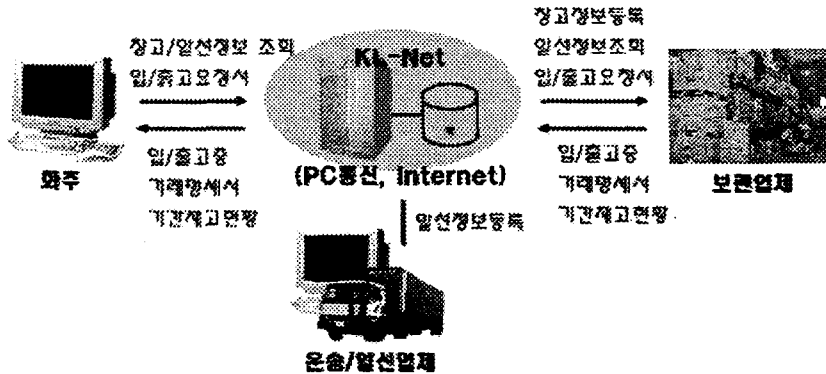 창고/알선정보 조회
입/출고요청서
입/출고증
거래명세서
기간재고현황
화주
KL-Net
(PC통신, Internet)
알선정보등록
운송/알선업체
창고정보등록
알선정보조회
입/출고요청서
입/출고증
거래명세서
기간재고현황
보관업체